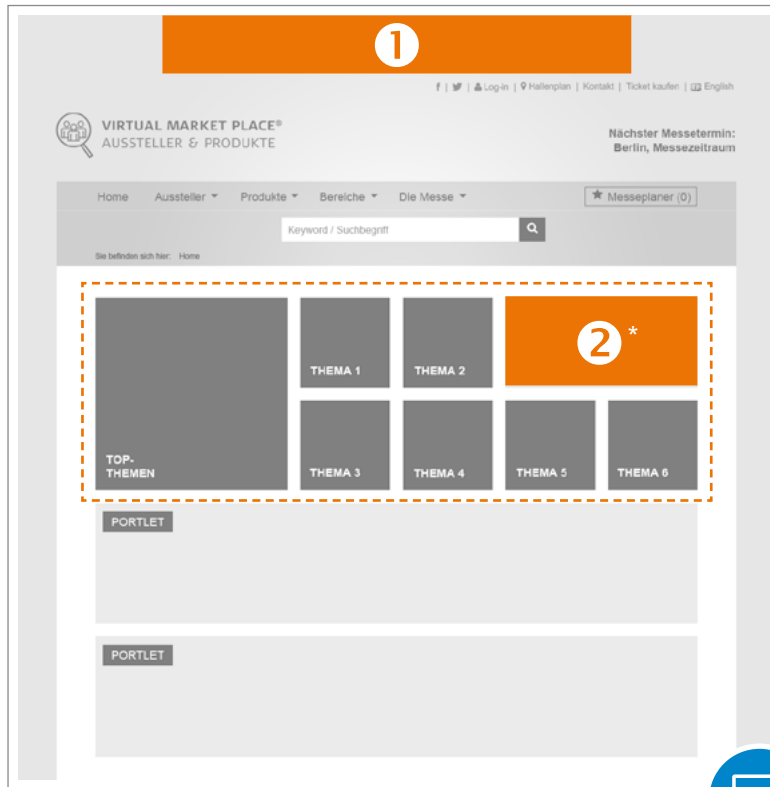 1
f | | Log-in | Hallenplan | Kontakt | Ticket kaufen | English
VIRTUAL MARKET PLACE®
AUSSTELLER & PRODUKTE
Nächster Messetermin:
Berlin, Messezeitraum
Home Aussteller Produkte Bereiche Die Messe Messeplaner (0)
Keyword / Suchbegriff
Sie befinden sich hier: Home
2*
THEMA 1 THEMA 2
TOP-
THEMEN THEMA 3 THEMA 4 THEMA 5 THEMA 6
PORTLET
PORTLET